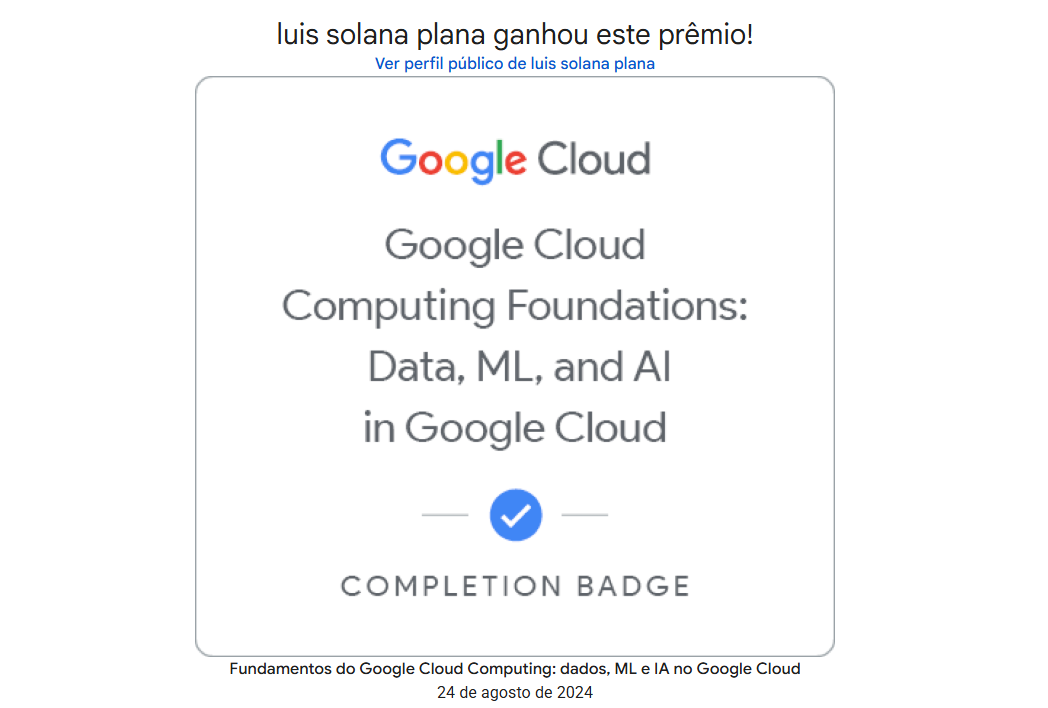 luis solana plana ganhou este prêmio!
Ver perfil público de luis solana plana
Google Cloud
Google Cloud
Computing Foundations:
Data, ML, and AI
in Google Cloud
COMPLETION BADGE
Fundamentos do Google Cloud Computing: dados, ML e IA no Google Cloud
24 de agosto de 2024